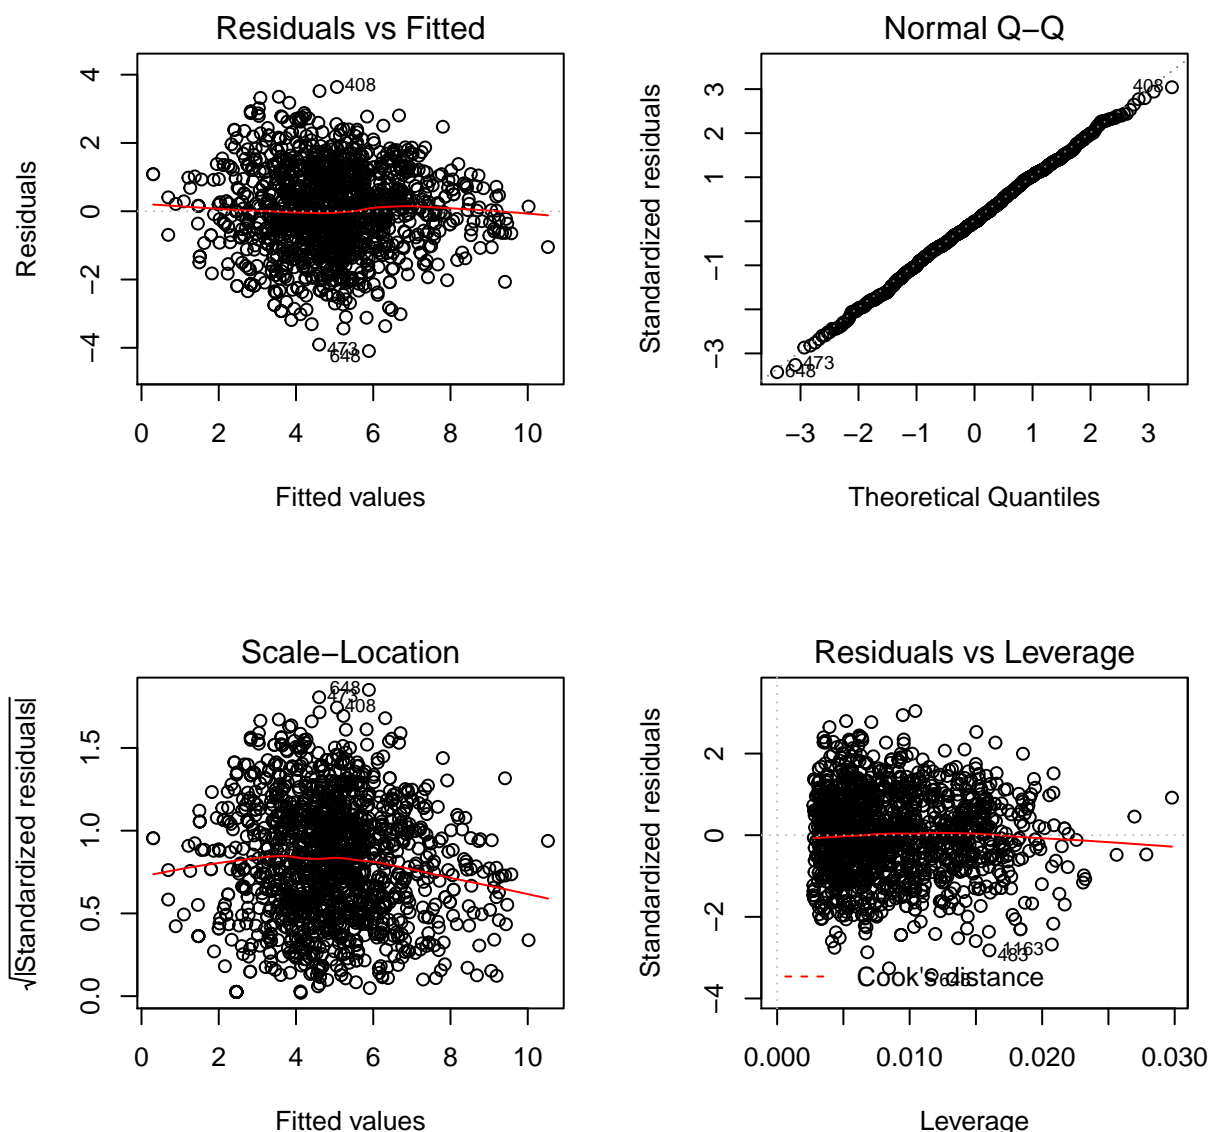 Residuals vs Fitted
Residuals
4
2
0
−2
−4
408
473
648
0 2 4 6 8 10
Fitted values
Normal Q−Q
Standardized residuals
3
2
1
−1
−3
408
473
648
−3 −2 −1 0 1 2 3
Theoretical Quantiles
Scale−Location
√|Standardized residuals|
1.5
1.0
0.5
0.0
648
473
408
0 2 4 6 8 10
Fitted values
Residuals vs Leverage
Standardized residuals
2
0
−2
−4
1163
483
648
Cook's distance
0.000 0.010 0.020 0.030
Leverage